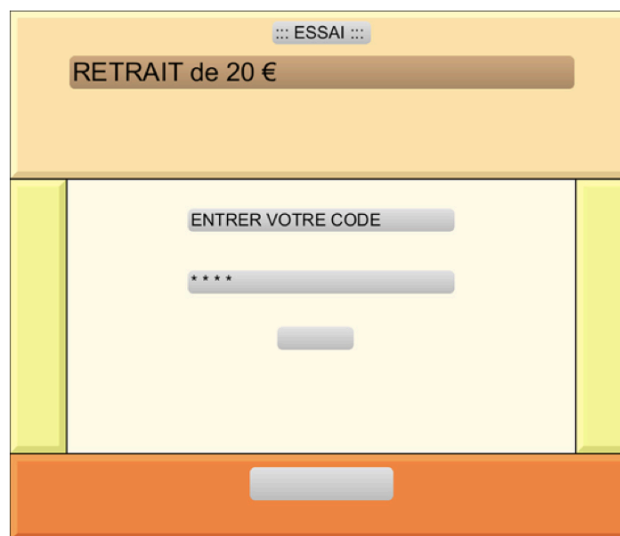 ::: ESSAI :::
RETRAIT de 20 €
ENTRER VOTRE CODE
* * * *